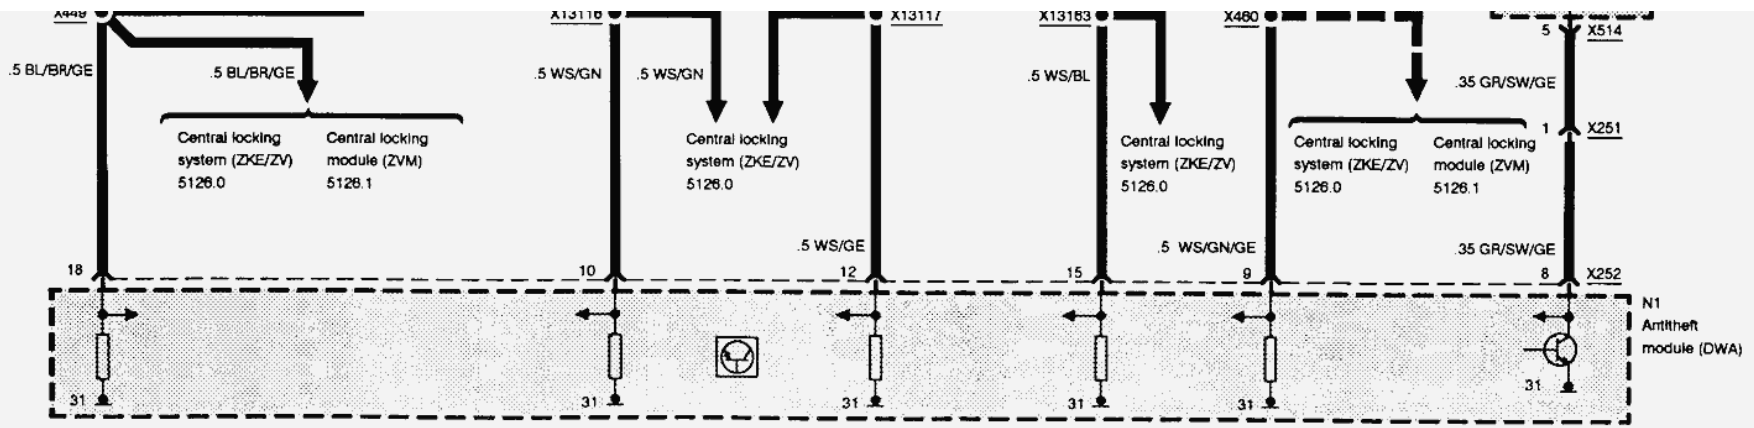 X449
X13116
X13117
X13163
X460
5
X514
.5 BL/BR/GE
.5 BL/BR/GE
.5 WS/GN
.5 WS/GN
.5 WS/BL
.35 GR/SW/GE
Central locking
system (ZKE/ZV)
5126.0
Central locking
module (ZVM)
5126.1
Central locking
system (ZKE/ZV)
5126.0
Central locking
system (ZKE/ZV)
5126.0
Central locking
system (ZKE/ZV)
5126.0
Central locking
module (ZVM)
5126.1
1
X251
.5 WS/GE
.5 WS/GN/GE
.35 GR/SW/GE
18
10
12
15
9
8
X252
N1
Antitheft
module (DWA)
31
31
31
31
31
31